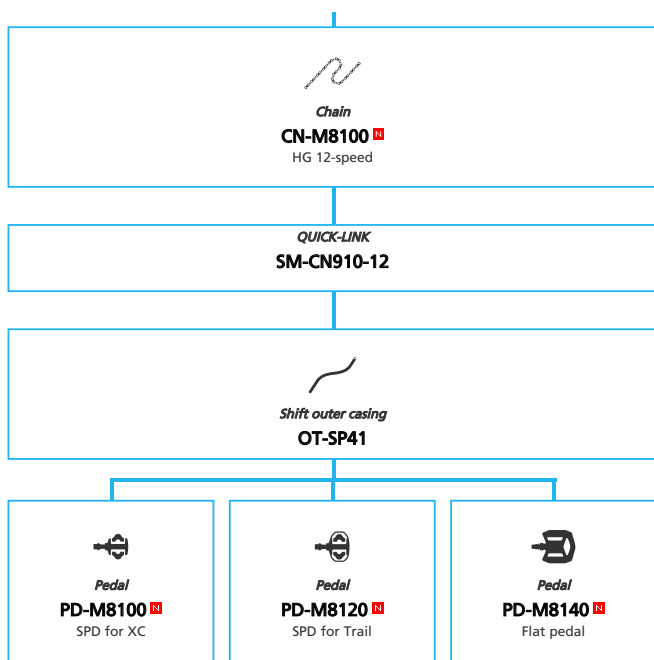 Chain
CN-M8100 N
HG 12-speed
QUICK-LINK
SM-CN910-12
Shift outer casing
OT-SP41
Pedal
PD-M8100 N
SPD for XC
Pedal
PD-M8120 N
SPD for Trail
Pedal
PD-M8140 N
Flat pedal